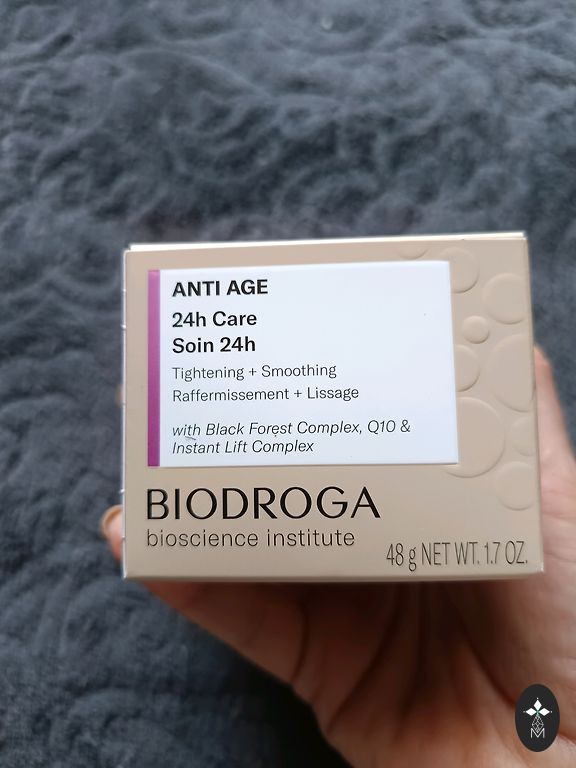 ANTI AGE
24h Care
Soin 24h
Tightening + Smoothing
Raffermissement + Lissage
with Black Forest Complex, Q10 &
Instant Lift Complex
BIODROGA
bioscience institute
48 g NET WT. 1.7 OZ.
M